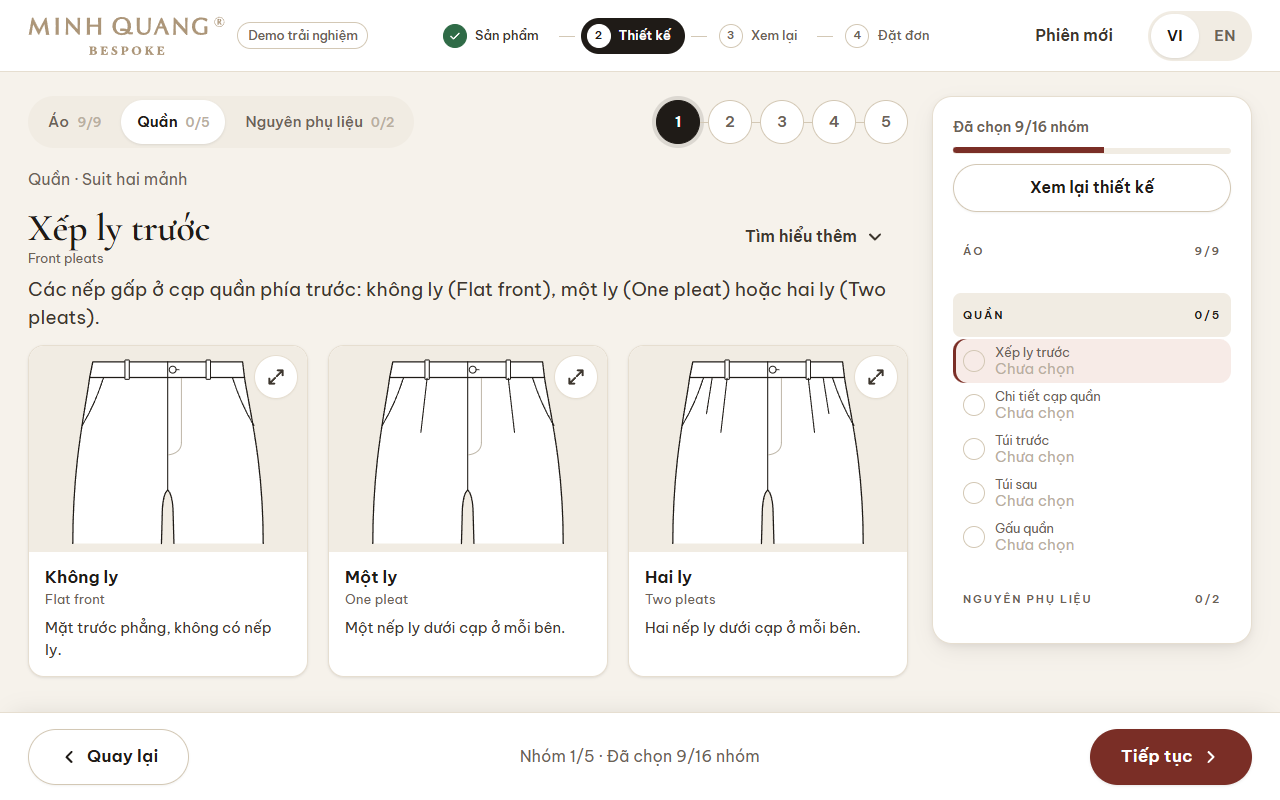 MINH QUANG®
BESPOKE
Demo trải nghiệm
Sản phẩm
2 Thiết kế
3 Xem lại
4 Đặt đơn
Phiên mới
VI
EN
Áo 9/9
Quần 0/5
Nguyên phụ liệu 0/2
1
2
3
4
5
Quần · Suit hai mảnh
Xếp ly trước
Front pleats
Tìm hiểu thêm
Các nếp gấp ở cạp quần phía trước: không ly (Flat front), một ly (One pleat) hoặc hai ly (Two
pleats).
Không ly
Flat front
Mặt trước phẳng, không có nếp
ly.
Một ly
One pleat
Một nếp ly dưới cạp ở mỗi bên.
Hai ly
Two pleats
Hai nếp ly dưới cạp ở mỗi bên.
Đã chọn 9/16 nhóm
Xem lại thiết kế
ÁO 9/9
QUẦN 0/5
Xếp ly trước
Chưa chọn
Chi tiết cạp quần
Chưa chọn
Túi trước
Chưa chọn
Túi sau
Chưa chọn
Gấu quần
Chưa chọn
NGUYÊN PHỤ LIỆU 0/2
Quay lại
Nhóm 1/5 · Đã chọn 9/16 nhóm
Tiếp tục